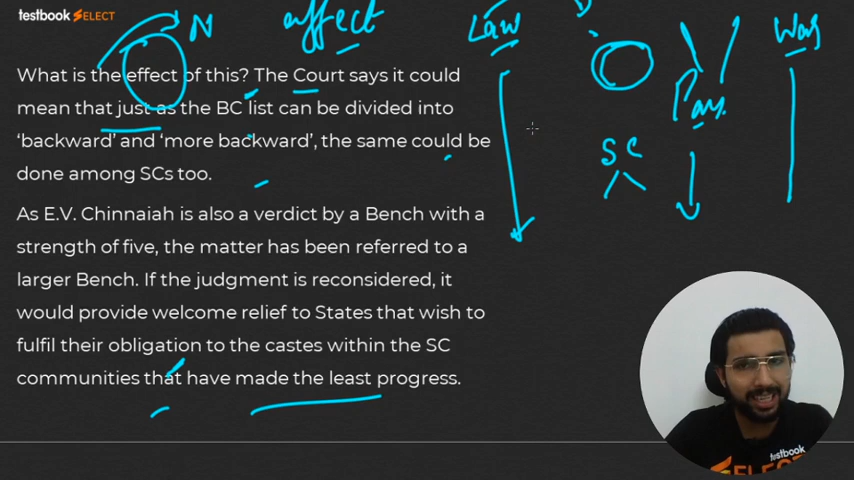 testbook SELECT
N
effect
Law
Way
What is the effect of this? The Court says it could
mean that just as the BC list can be divided into
‘backward’ and ‘more backward’, the same could be
done among SCs too.
SC
As E.V. Chinnaiah is also a verdict by a Bench with a
strength of five, the matter has been referred to a
larger Bench. If the judgment is reconsidered, it
would provide welcome relief to States that wish to
fulfil their obligation to the castes within the SC
communities that have made the least progress.
testbook
SELECT